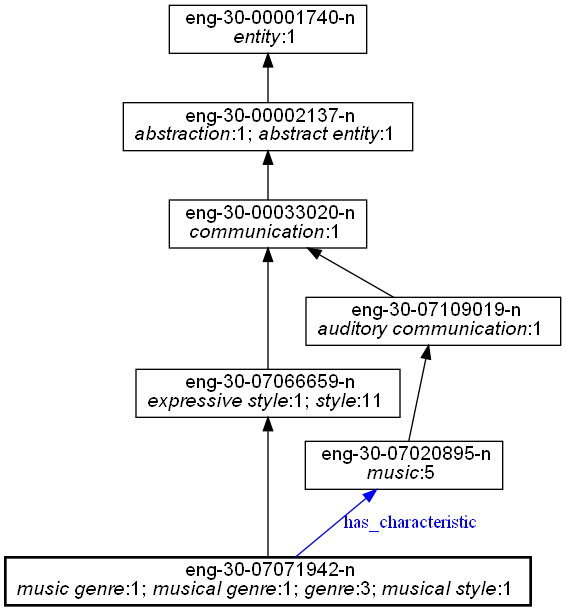 eng-30-00001740-n
entity:1
eng-30-00002137-n
abstraction:1; abstract entity:1
eng-30-00033020-n
communication:1
eng-30-07109019-n
auditory communication:1
eng-30-07066659-n
expressive style:1; style:11
eng-30-07020895-n
music:5
has_characteristic
eng-30-07071942-n
music genre:1; musical genre:1; genre:3; musical style:1